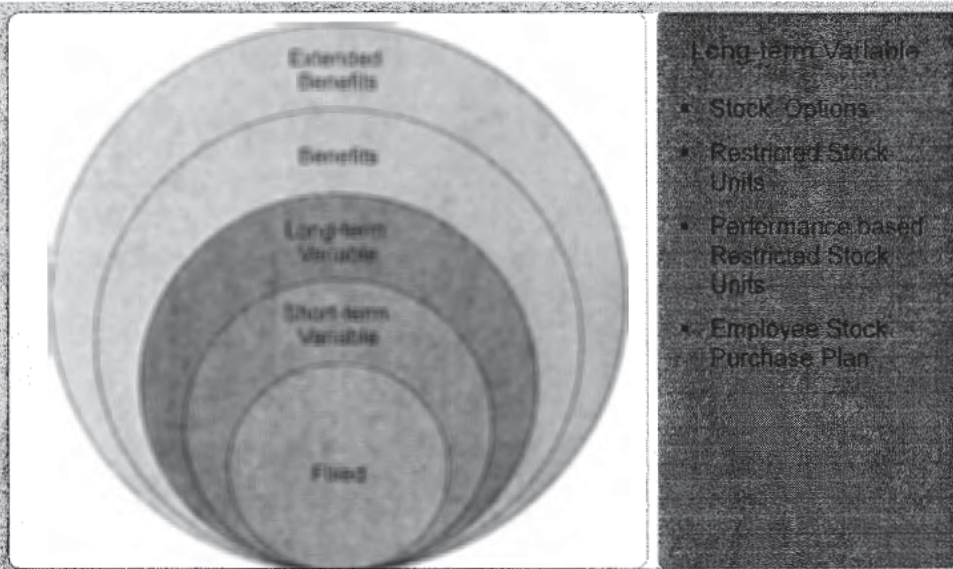 Extended
Benefits
Benefits
Long-term
Variable
Short-term
Variable
Fixed
Long-term Variable
▪ Stock Options
▪ Restricted Stock
Units
▪ Performance based
Restricted Stock
Units
▪ Employee Stock
Purchase Plan